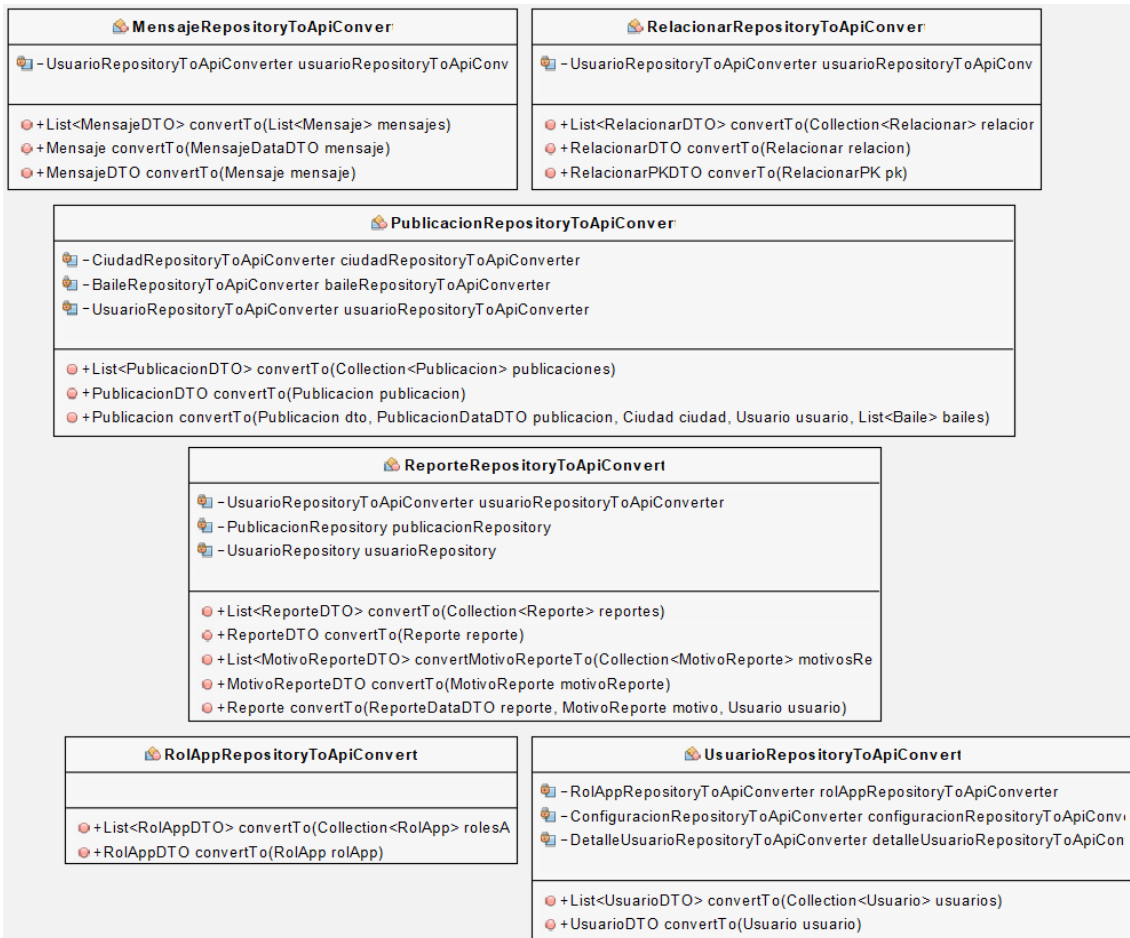 MensajeRepositoryToApiConvert
-UsuarioRepositoryToApiConverter usuarioRepositoryToApiConv
+List<MensajeDTO> convertTo(List<Mensaje> mensajes)
+Mensaje convertTo(MensajeDataDTO mensaje)
+MensajeDTO convertTo(Mensaje mensaje)
RelacionarRepositoryToApiConvert
-UsuarioRepositoryToApiConverter usuarioRepositoryToApiConv
+List<RelacionarDTO> convertTo(Collection<Relacionar> relacior
+RelacionarDTO convertTo(Relacionar relacion)
+RelacionarPKDTO converTo(RelacionarPK pk)
PublicacionRepositoryToApiConvert
-CiudadRepositoryToApiConverter ciudadRepositoryToApiConverter
-BaileRepositoryToApiConverter baileRepositoryToApiConverter
-UsuarioRepositoryToApiConverter usuarioRepositoryToApiConverter
+List<PublicacionDTO> convertTo(Collection<Publicacion> publicaciones)
+PublicacionDTO convertTo(Publicacion publicacion)
+Publicacion convertTo(Publicacion dto, PublicacionDataDTO publicacion, Ciudad ciudad, Usuario usuario, List<Baile> bailes)
ReporteRepositoryToApiConvert
-UsuarioRepositoryToApiConverter usuarioRepositoryToApiConverter
-PublicacionRepository publicacionRepository
-UsuarioRepository usuarioRepository
+List<ReporteDTO> convertTo(Collection<Reporte> reportes)
+ReporteDTO convertTo(Reporte reporte)
+List<MotivoReporteDTO> convertMotivoReporteTo(Collection<MotivoReporte> motivosRe
+MotivoReporteDTO convertTo(MotivoReporte motivoReporte)
+Reporte convertTo(ReporteDataDTO reporte, MotivoReporte motivo, Usuario usuario)
RolAppRepositoryToApiConvert
+List<RolAppDTO> convertTo(Collection<RolApp> rolesA
+RolAppDTO convertTo(RolApp rolApp)
UsuarioRepositoryToApiConvert
-RolAppRepositoryToApiConverter rolAppRepositoryToApiConverter
-ConfiguracionRepositoryToApiConverter configuracionRepositoryToApiConv
-DetalleUsuarioRepositoryToApiConverter detalleUsuarioRepositoryToApiCon
+List<UsuarioDTO> convertTo(Collection<Usuario> usuarios)
+UsuarioDTO convertTo(Usuario usuario)